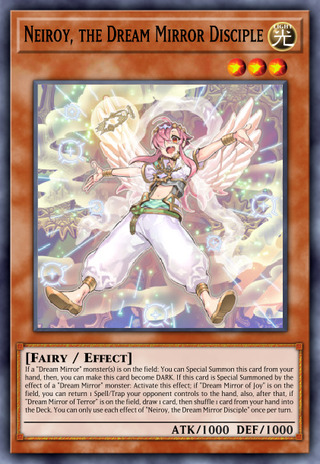 Neiroy, the Dream Mirror Disciple
LIGHT
光
[Fairy / Effect]
If a "Dream Mirror" monster(s) is on the field: You can Special Summon this card from your
hand, then, you can make this card become DARK. If this card is Special Summoned by the
effect of a "Dream Mirror" monster: Activate this effect; if "Dream Mirror of Joy" is on the
field, you can return 1 Spell/Trap your opponent controls to the hand, also, after that, if
"Dream Mirror of Terror" is on the field, draw 1 card, then shuffle 1 card from your hand into
the Deck. You can only use each effect of "Neiroy, the Dream Mirror Disciple" once per turn.
ATK/1000 DEF/1000